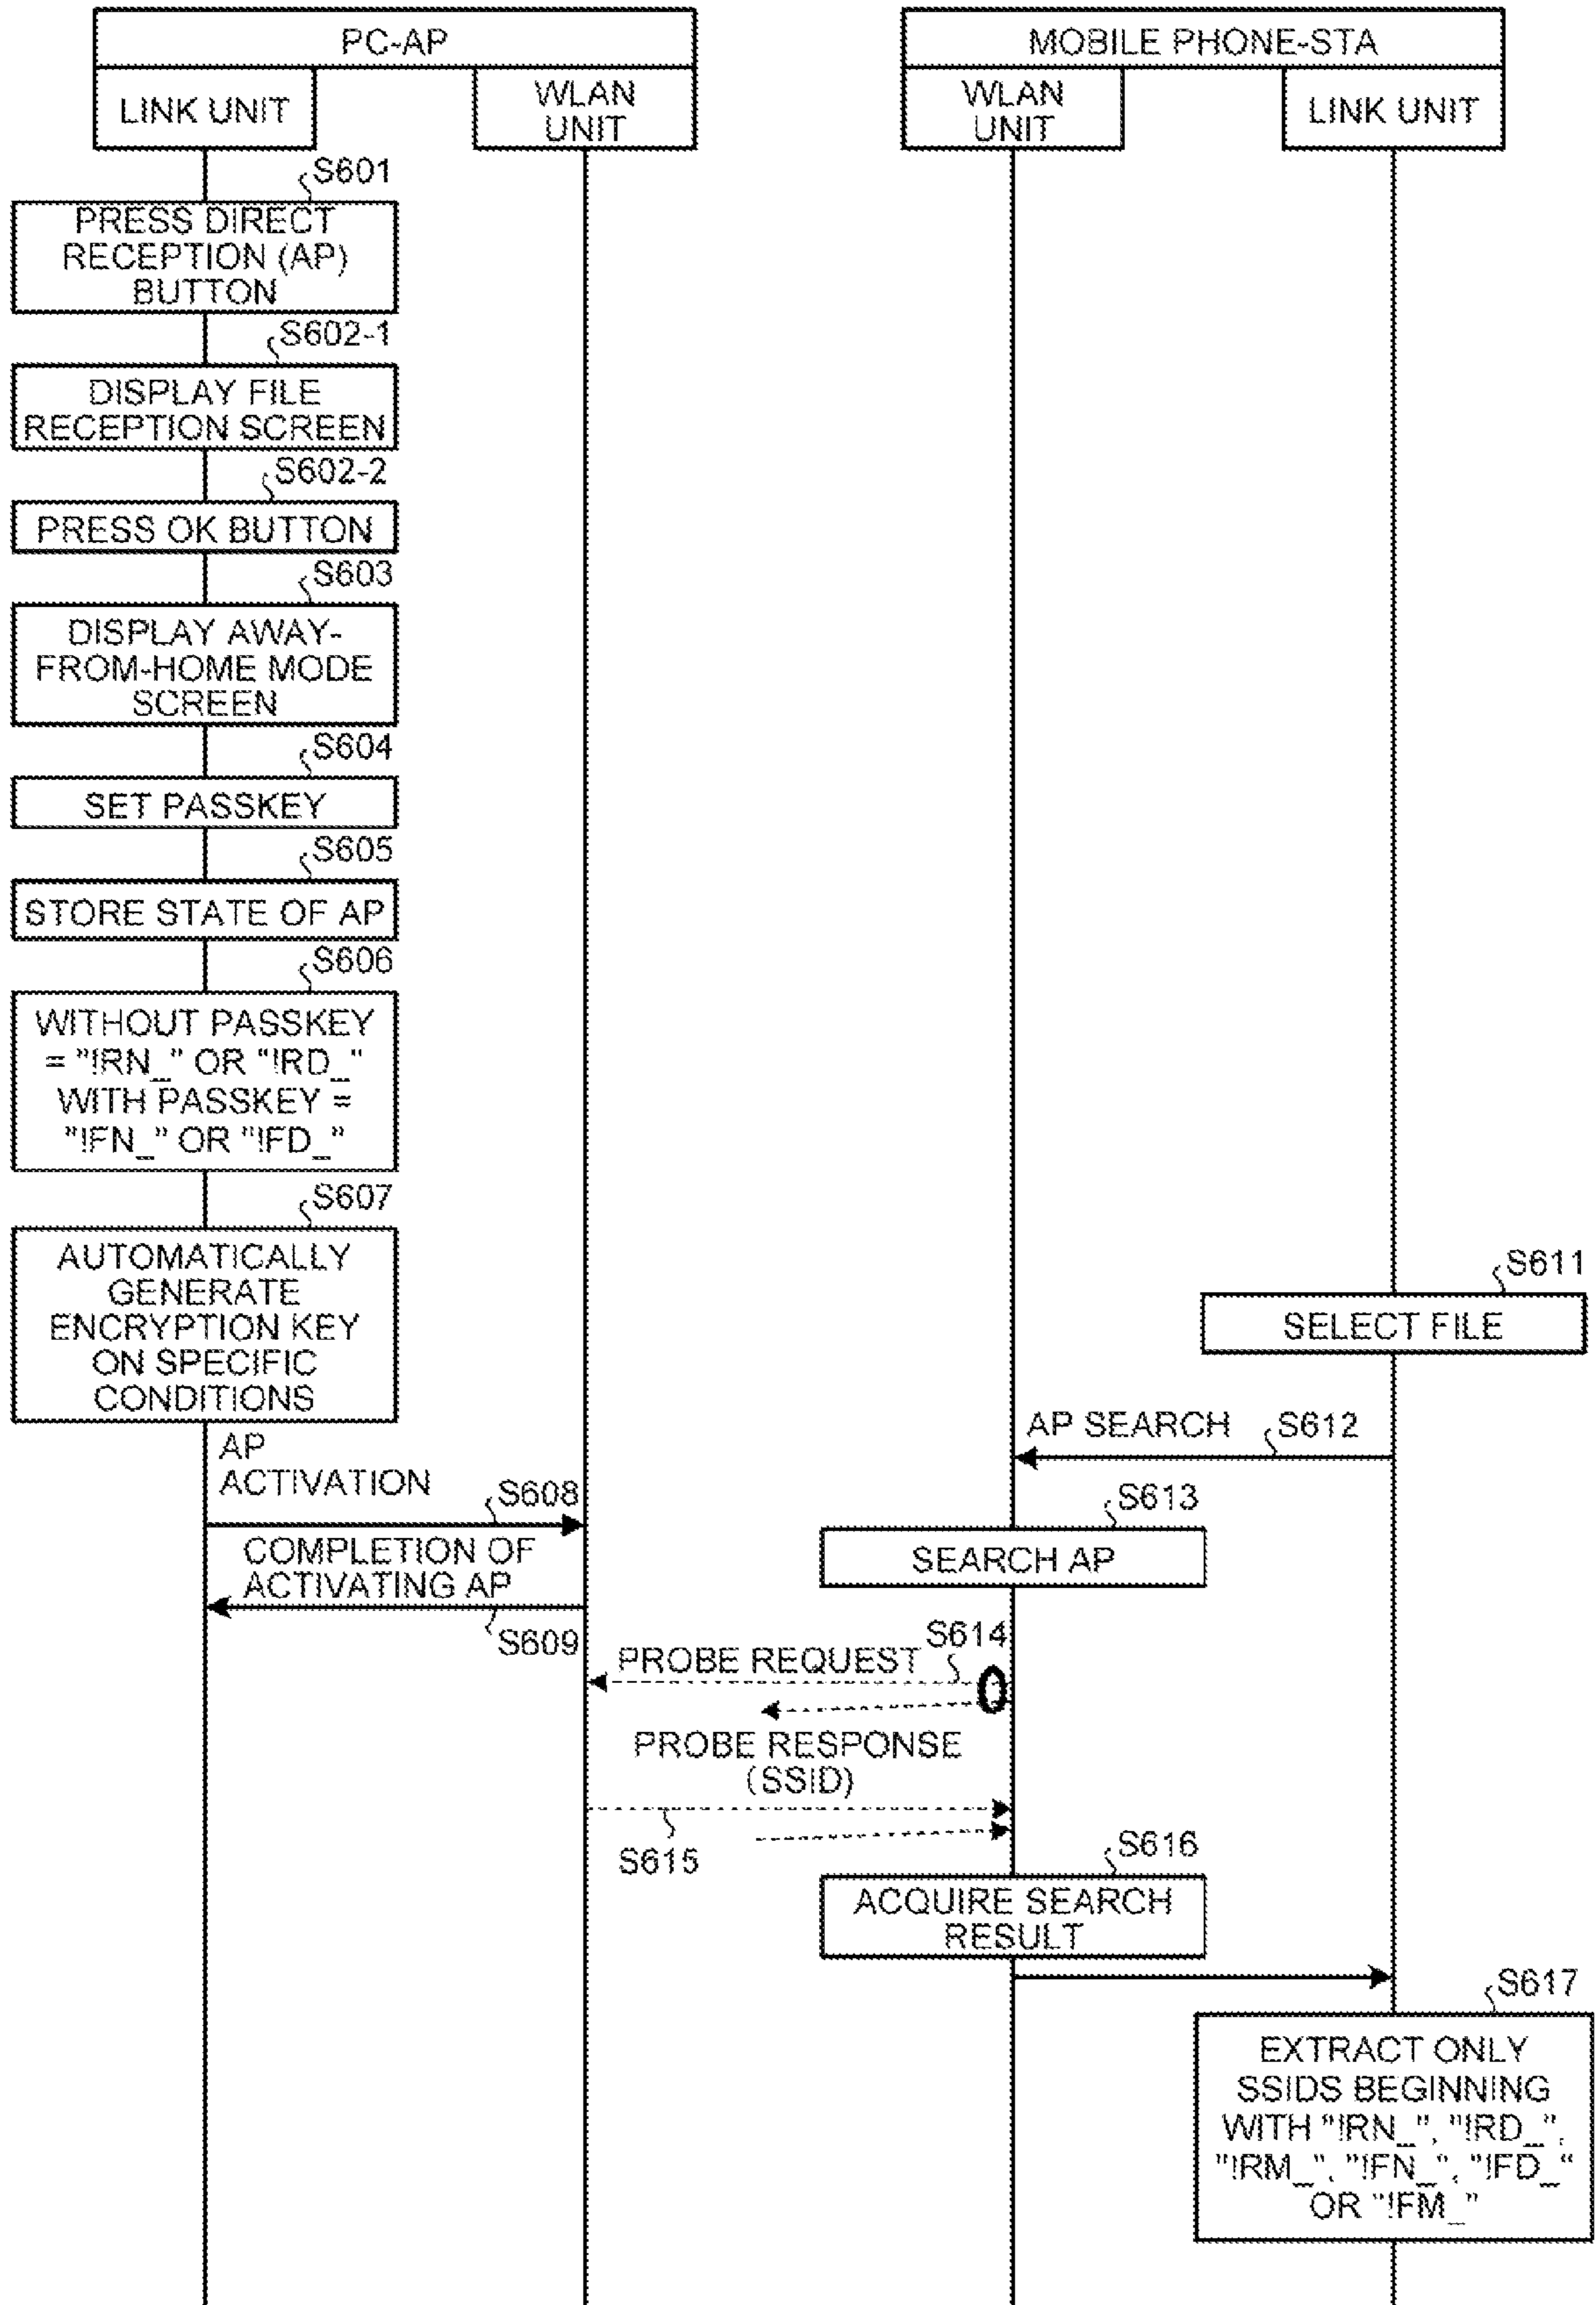 PC-AP
MOBILE PHONE-STA
LINK UNIT
WLAN
UNIT
WLAN
UNIT
LINK UNIT
S601
PRESS DIRECT
RECEPTION (AP)
BUTTON
S602-1
DISPLAY FILE
RECEPTION SCREEN
S602-2
PRESS OK BUTTON
S603
DISPLAY AWAY-
FROM-HOME MODE
SCREEN
S604
SET PASSKEY
S605
STORE STATE OF AP
S606
WITHOUT PASSKEY
= "!RN_" OR "!RD_"
WITH PASSKEY =
"!FN_" OR "!FD_"
S607
AUTOMATICALLY
GENERATE
ENCRYPTION KEY
ON SPECIFIC
CONDITIONS
S611
SELECT FILE
AP SEARCH
S612
AP
ACTIVATION
S608
S613
SEARCH AP
COMPLETION OF
ACTIVATING AP
S609
S614
PROBE REQUEST
PROBE RESPONSE
(SSID)
S615
S616
ACQUIRE SEARCH
RESULT
S617
EXTRACT ONLY
SSIDS BEGINNING
WITH "!RN_", "!RD_",
"!RM_", "!FN_", "!FD_"
OR "!FM_"